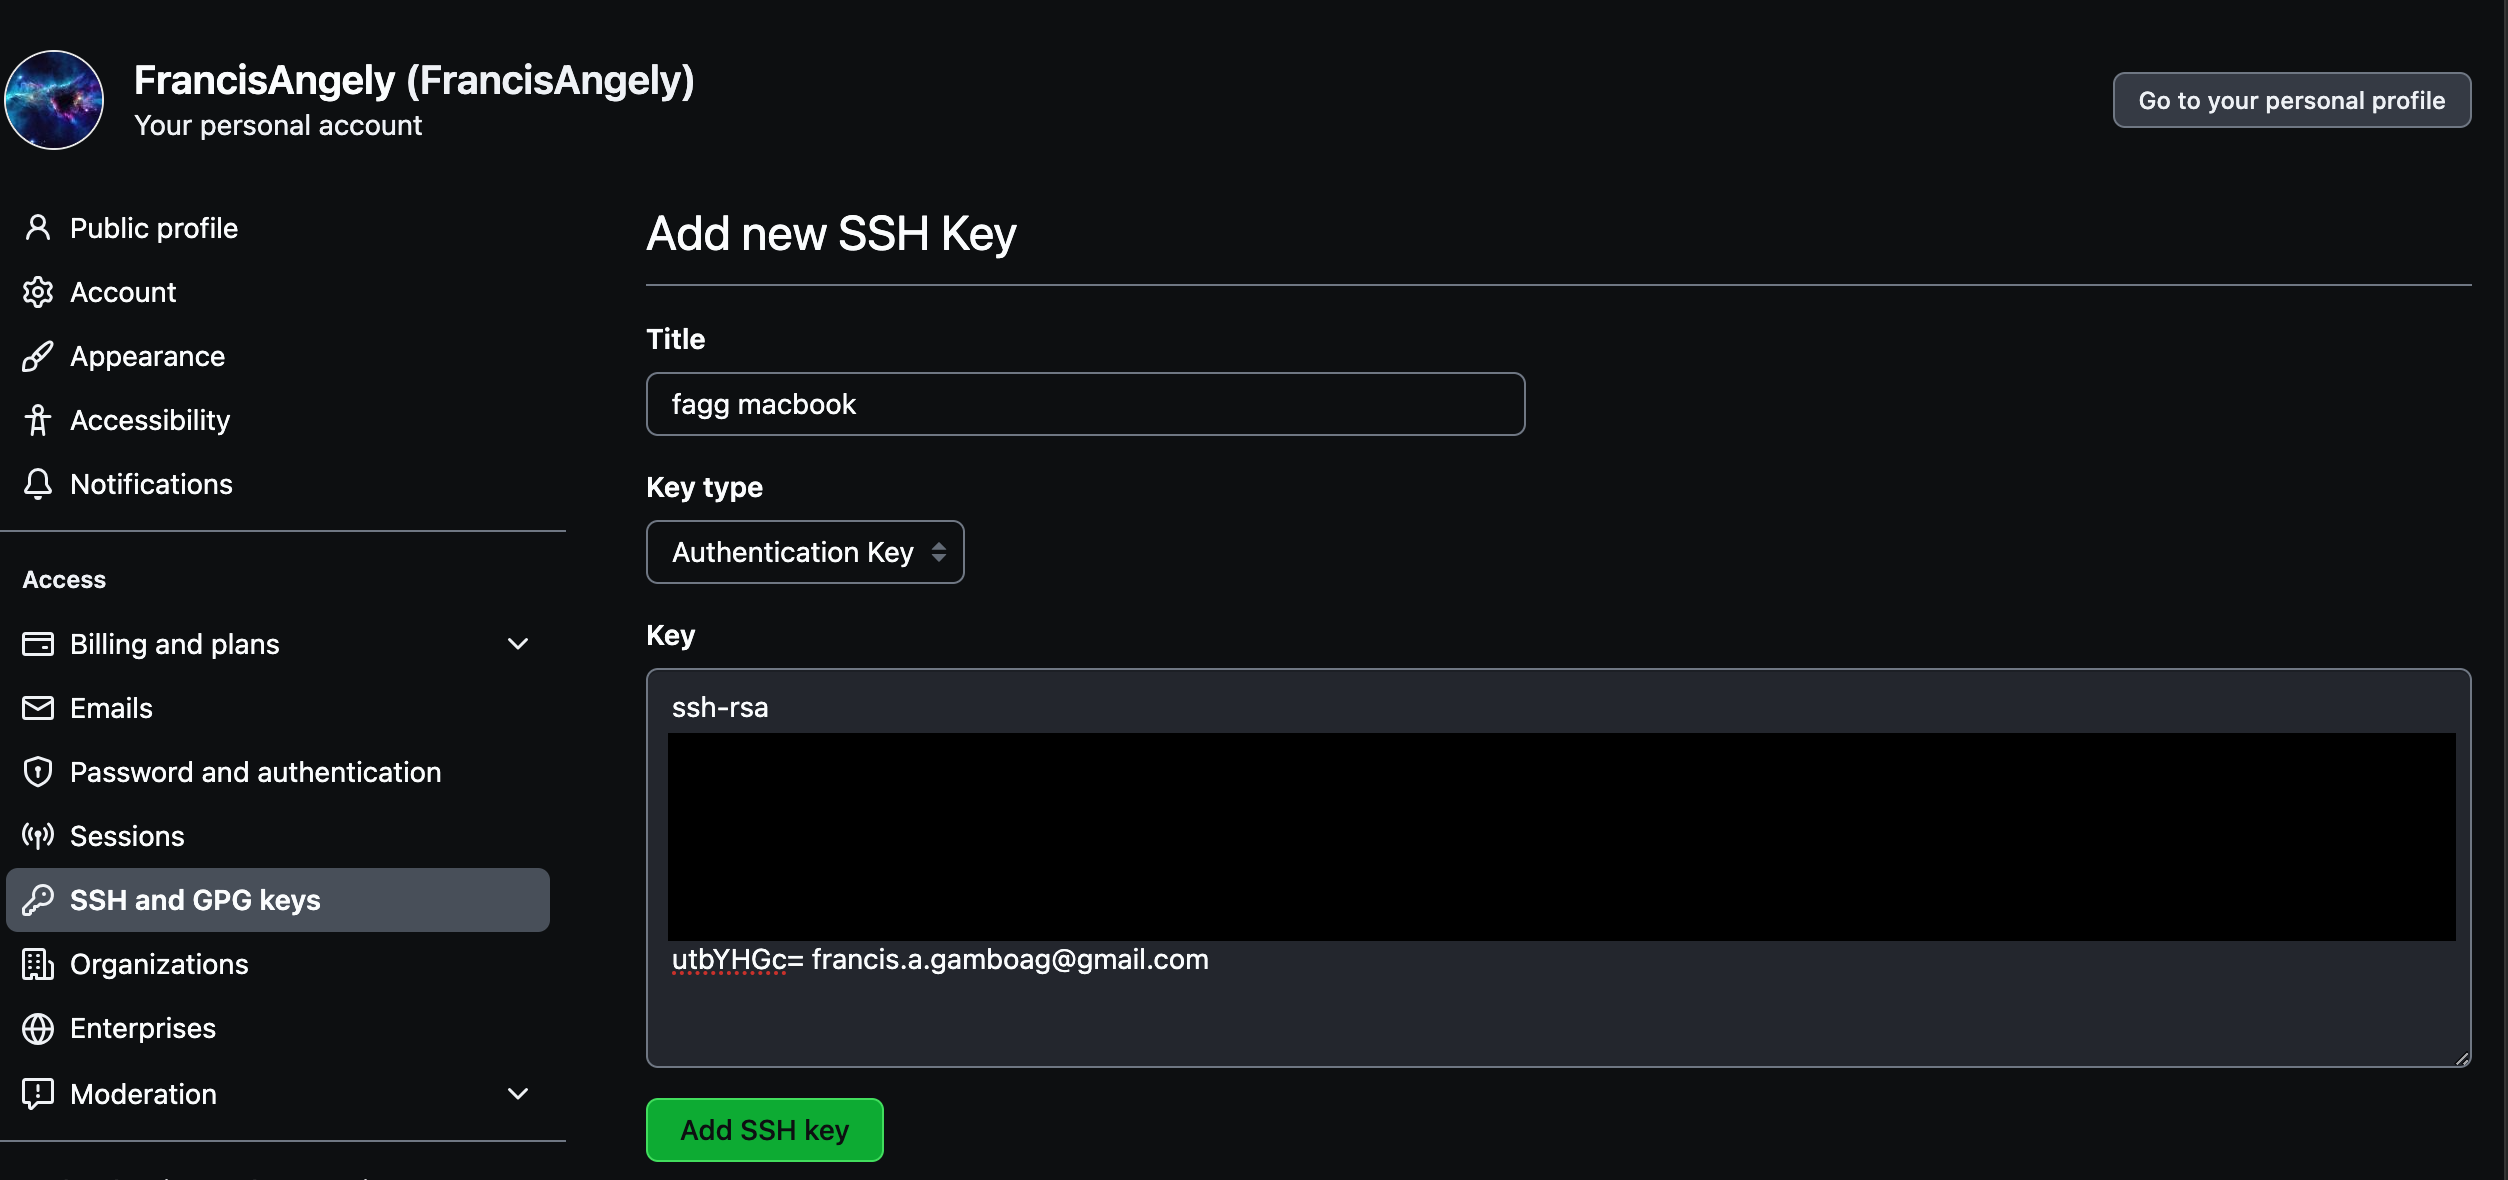 FrancisAngely (FrancisAngely)
Your personal account
Go to your personal profile
Public profile
Account
Appearance
Accessibility
Notifications
Access
Billing and plans
Emails
Password and authentication
Sessions
SSH and GPG keys
Organizations
Enterprises
Moderation
Add new SSH Key
Title
fagg macbook
Key type
Authentication Key
Key
ssh-rsa
utbYHGc= francis.a.gamboag@gmail.com
Add SSH key